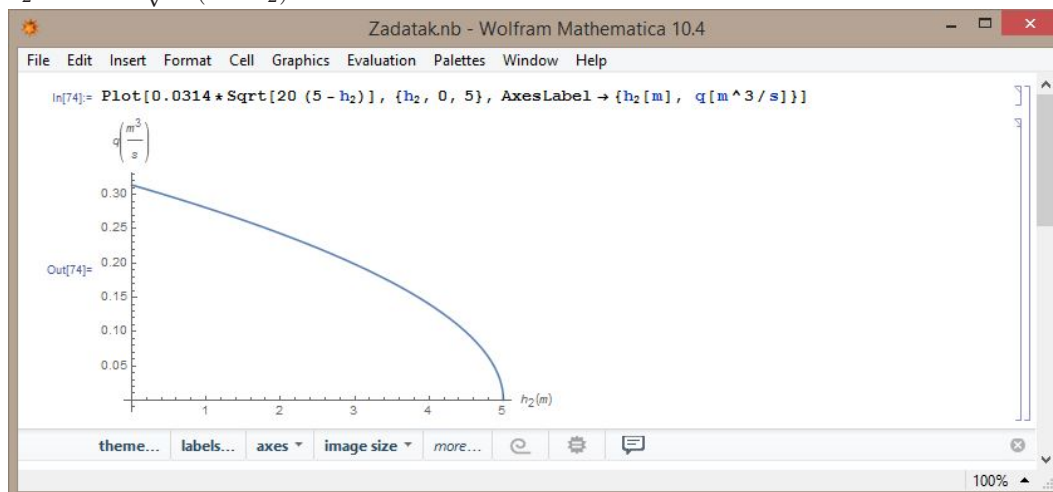 Zadatak.nb - Wolfram Mathematica 10.4
File Edit Insert Format Cell Graphics Evaluation Palettes Window Help
In[74]:= Plot[0.0314*Sqrt[20 (5-h₂)], {h₂, 0, 5}, AxesLabel → {h₂[m], q[m^3/s]}]
q(m³/s)
0.30
0.25
Out[74]= 0.20
0.15
0.10
0.05
1 2 3 4 5 h₂(m)
theme... labels... axes image size more...
100%